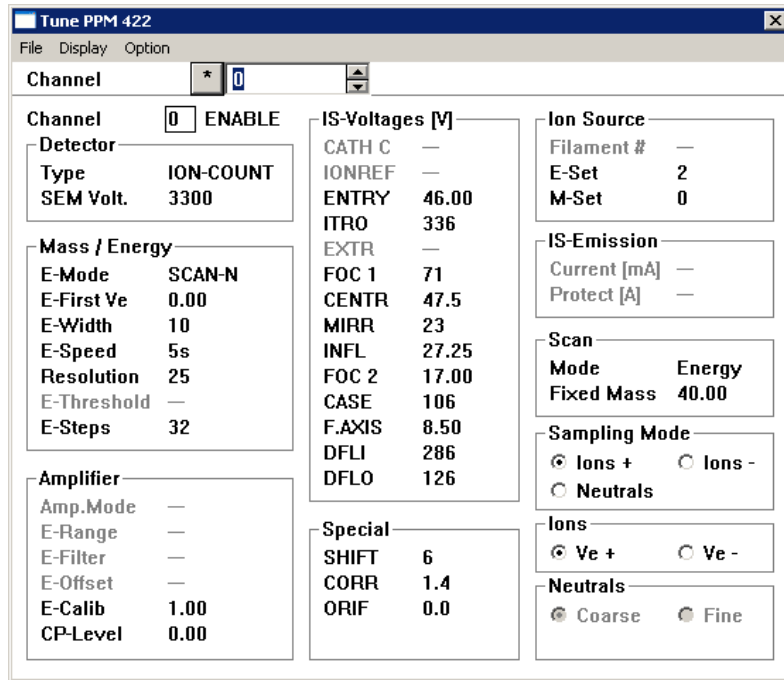 Tune PPM 422
File Display Option
Channel * 0
Channel 0 ENABLE
Detector
Type ION-COUNT
SEM Volt. 3300
Mass / Energy
E-Mode SCAN-N
E-First Ve 0.00
E-Width 10
E-Speed 5s
Resolution 25
E-Threshold —
E-Steps 32
Amplifier
Amp.Mode —
E-Range —
E-Filter —
E-Offset —
E-Calib 1.00
CP-Level 0.00
IS-Voltages [V]
CATH C —
IONREF —
ENTRY 46.00
ITRO 336
EXTR —
FOC 1 71
CENTR 47.5
MIRR 23
INFL 27.25
FOC 2 17.00
CASE 106
F.AXIS 8.50
DFLI 286
DFLO 126
Special
SHIFT 6
CORR 1.4
ORIF 0.0
Ion Source
Filament # —
E-Set 2
M-Set 0
IS-Emission
Current [mA] —
Protect [A] —
Scan
Mode Energy
Fixed Mass 40.00
Sampling Mode
Ions + Ions -
Neutrals
Ions
Ve + Ve -
Neutrals
Coarse Fine